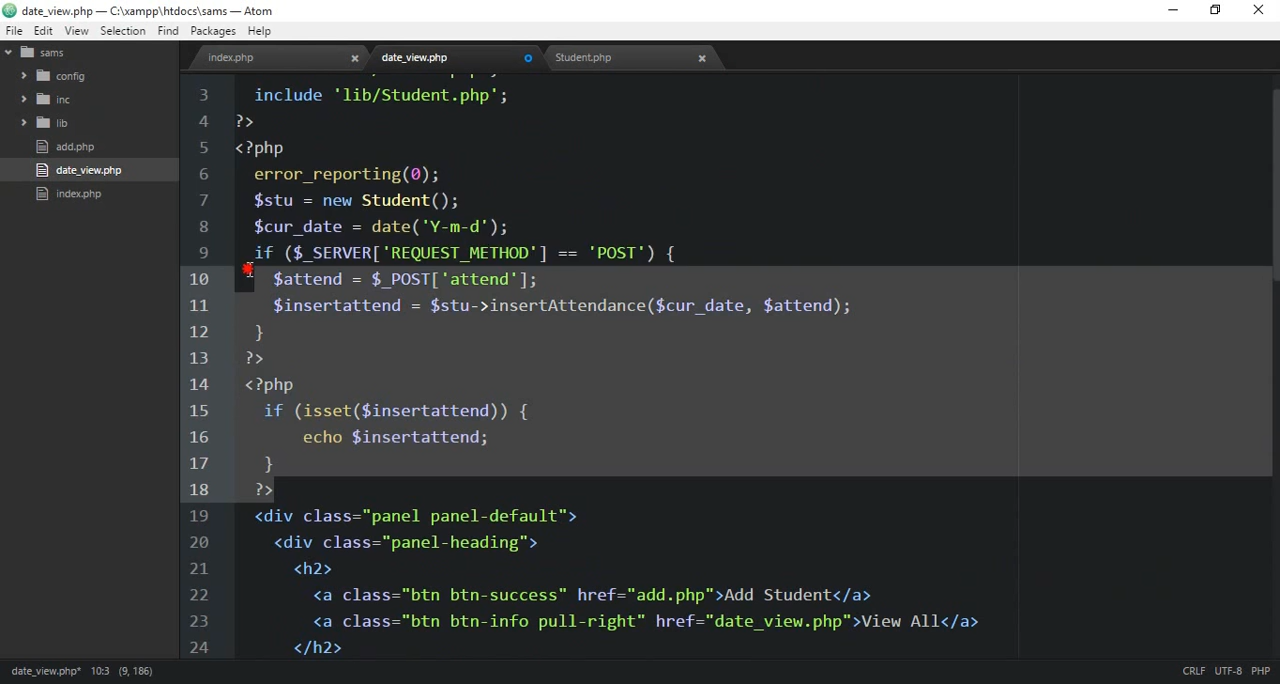 date_view.php — C:\xampp\htdocs\sams — Atom
File Edit View Selection Find Packages Help
sams
config
inc
lib
add.php
date_view.php
index.php
index.php date_view.php Student.php
3 include 'lib/Student.php';
4 ?>
5 <?php
6 error_reporting(0);
7 $stu = new Student();
8 $cur_date = date('Y-m-d');
9 if ($_SERVER['REQUEST_METHOD'] == 'POST') {
10 $attend = $_POST['attend'];
11 $insertattend = $stu->insertAttendance($cur_date, $attend);
12 }
13 ?>
14 <?php
15 if (isset($insertattend)) {
16 echo $insertattend;
17 }
18 ?>
19 <div class="panel panel-default">
20 <div class="panel-heading">
21 <h2>
22 <a class="btn btn-success" href="add.php">Add Student</a>
23 <a class="btn btn-info pull-right" href="date_view.php">View All</a>
24 </h2>
date_view.php* 10:3 (9, 186) CRLF UTF-8 PHP